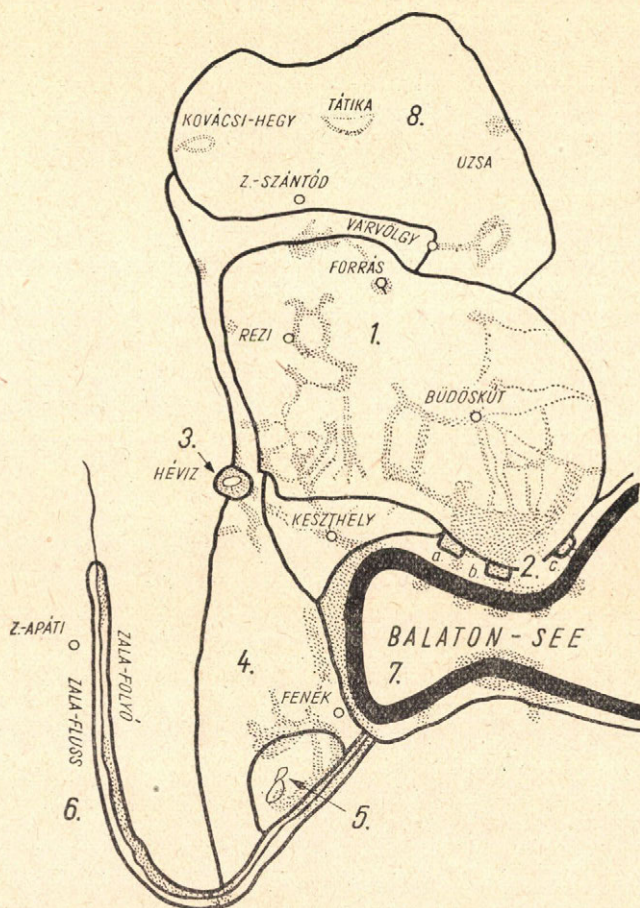 TÁTIKA
8.
KOVÁCSI-HEGY
UZSA
Z.-SZÁNTÓD
VÁRVÖLGY
FORRÁS
1.
REZI
BÜDÖSKÚT
3.
HÉVIZ
KESZTHELY
a.
b.
2.
c.
Z.-APÁTI
ZALA-FOLYÓ
ZALA-FLUSS
4.
BALATON-SEE
7.
FENÉK
6.
5.